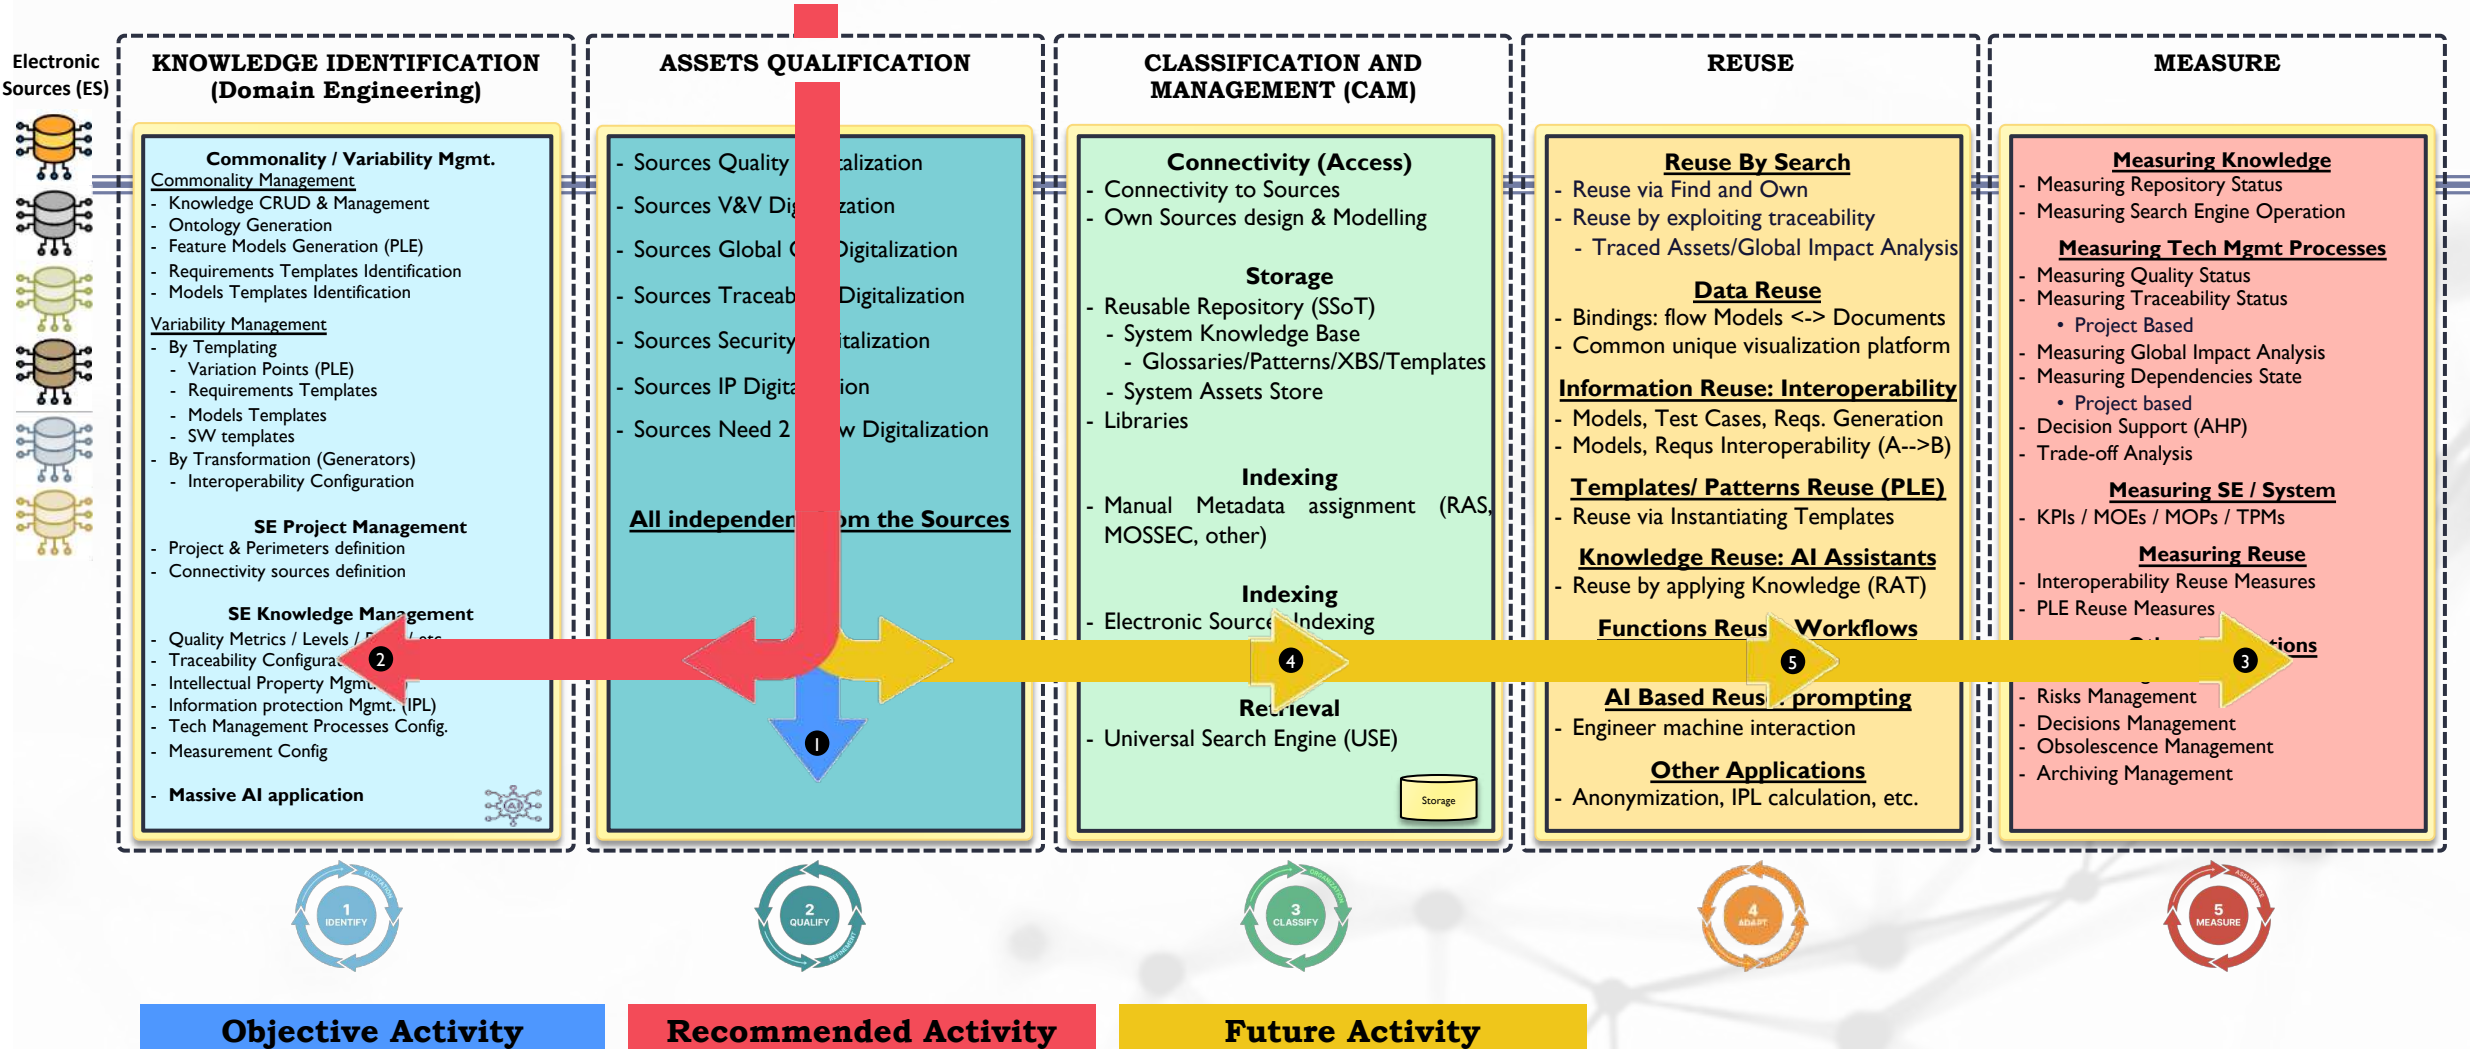 Electronic
Sources (ES)
KNOWLEDGE IDENTIFICATION
(Domain Engineering)
Commonality / Variability Mgmt.
Commonality Management
- Knowledge CRUD & Management
- Ontology Generation
- Feature Models Generation (PLE)
- Requirements Templates Identification
- Models Templates Identification
Variability Management
- By Templating
- Variation Points (PLE)
- Requirements Templates
- Models Templates
- SW templates
- By Transformation (Generators)
- Interoperability Configuration
SE Project Management
- Project & Perimeters definition
- Connectivity sources definition
SE Knowledge Management
- Quality Metrics / Levels /
- Traceability
- Intellectual Property Mgmt.
- Information protection Mgmt. (IPL)
- Tech Management Processes Config.
- Measurement Config
- Massive AI application
AI
2
ASSETS QUALIFICATION
- Sources Quality
- Sources V&V
- Sources Global Digitalization
- Sources Digitalization
- Sources Security
- Sources IP
- Sources Need 2 Digitalization
All the Sources
1
CLASSIFICATION AND
MANAGEMENT (CAM)
Connectivity (Access)
- Connectivity to Sources
- Own Sources design & Modelling
Storage
- Reusable Repository (SSoT)
- System Knowledge Base
- Glossaries/Patterns/XBS/Templates
- System Assets Store
- Libraries
Indexing
- Manual Metadata assignment (RAS,
MOSSEC, other)
Indexing
- Electronic Indexing
4
Retrieval
- Universal Search Engine (USE)
Storage
REUSE
Reuse By Search
- Reuse via Find and Own
- Reuse by exploiting traceability
- Traced Assets/Global Impact Analysis
Data Reuse
- Bindings: flow Models <-> Documents
- Common unique visualization platform
Information Reuse: Interoperability
- Models, Test Cases, Reqs. Generation
- Models, Requs Interoperability (A-->B)
Templates/ Patterns Reuse (PLE)
- Reuse via Instantiating Templates
Knowledge Reuse: AI Assistants
- Reuse by applying Knowledge (RAT)
Functions Workflows
5
AI Based prompting
- Engineer machine interaction
Other Applications
- Anonymization, IPL calculation, etc.
MEASURE
Measuring Knowledge
- Measuring Repository Status
- Measuring Search Engine Operation
Measuring Tech Mgmt Processes
- Measuring Quality Status
- Measuring Traceability Status
• Project Based
- Measuring Global Impact Analysis
- Measuring Dependencies State
• Project based
- Decision Support (AHP)
- Trade-off Analysis
Measuring SE / System
- KPIs / MOEs / MOPs / TPMs
Measuring Reuse
- Interoperability Reuse Measures
- PLE Reuse Measures
3
- Risks Management
- Decisions Management
- Obsolescence Management
- Archiving Management
ELICITATION
1
IDENTIFY
2
QUALIFY
REFINEMENT
ORGANIZATION
3
CLASSIFY
4
ADAPT
ASSURANCE
5
MEASURE
Objective Activity
Recommended Activity
Future Activity